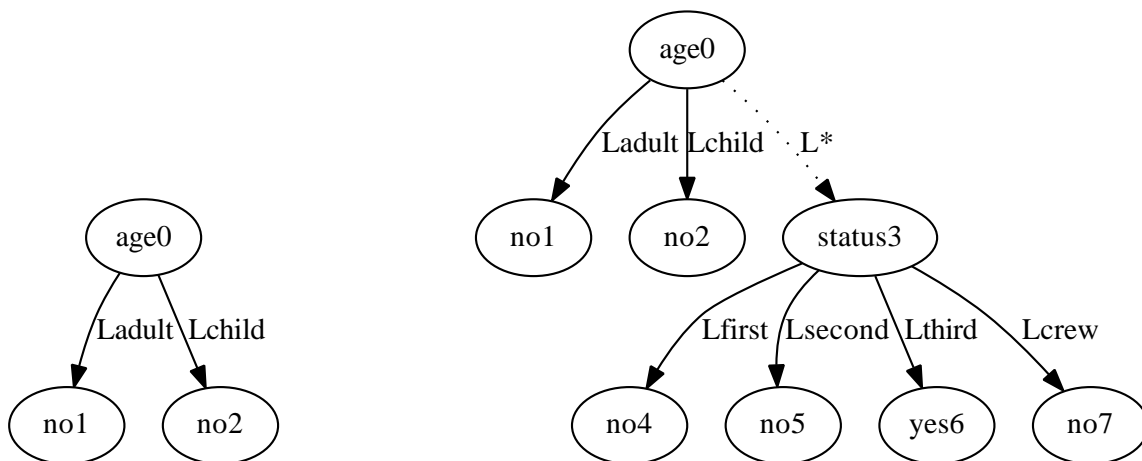 age0
Ladult Lchild L*
no1 no2 status3
age0
Ladult Lchild
no1 no2
Lfirst Lsecond Lthird Lcrew
no4 no5 yes6 no7